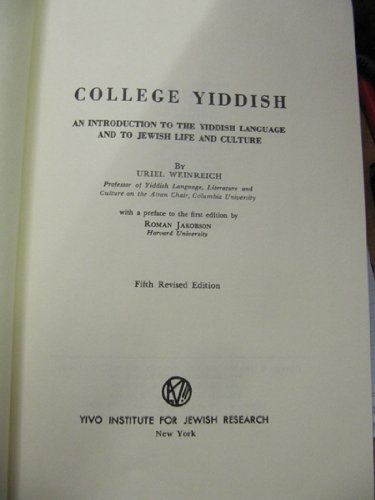 COLLEGE YIDDISH
AN INTRODUCTION TO THE YIDDISH LANGUAGE
AND TO JEWISH LIFE AND CULTURE
By
URIEL WEINREICH
Professor of Yiddish Language, Literature and
Culture on the Atran Chair, Columbia University
with a preface to the first edition by
ROMAN JAKOBSON
Harvard University
Fifth Revised Edition
YIVO INSTITUTE FOR JEWISH RESEARCH
New York